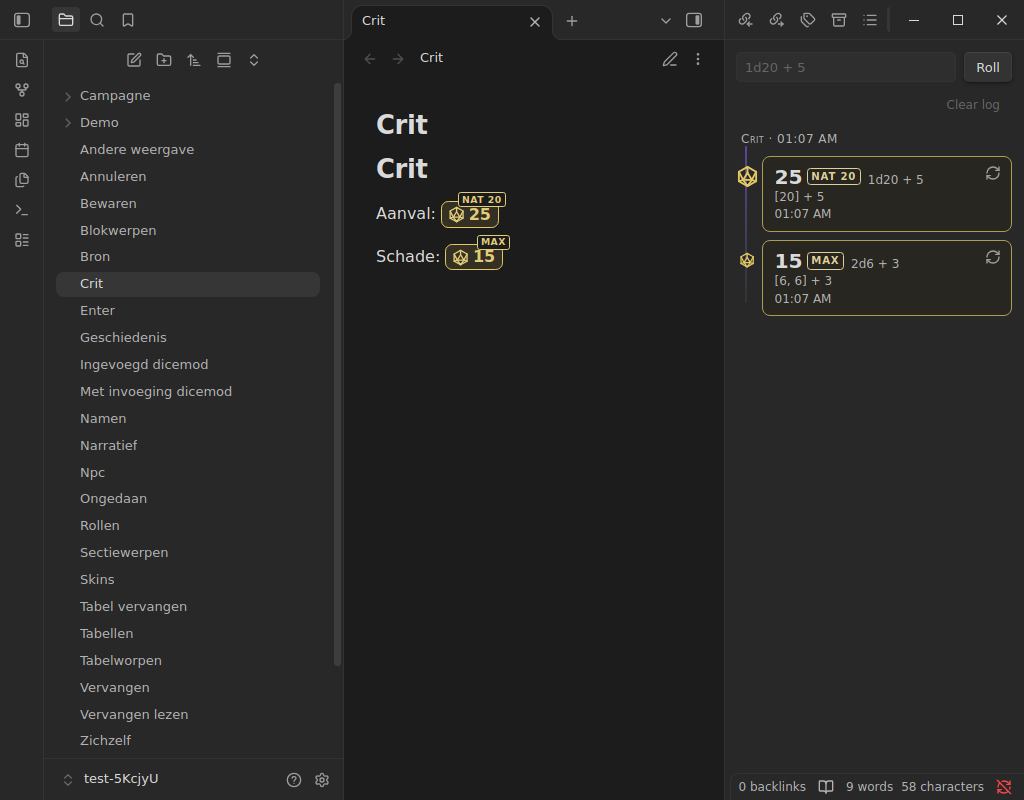 Crit
Crit
1d20 + 5
Roll
Clear log
Campagne
Demo
Andere weergave
Annuleren
Bewaren
Blokwerpen
Bron
Crit
Enter
Geschiedenis
Ingevoegd dicemod
Met invoeging dicemod
Namen
Narratief
Npc
Ongedaan
Rollen
Sectiewerpen
Skins
Tabel vervangen
Tabellen
Tabelworpen
Vervangen
Vervangen lezen
Zichzelf
test-5KcjyU
Crit
Crit
NAT 20
Aanval: 25
MAX
Schade: 15
Crit · 01:07 AM
25 NAT 20 1d20 + 5
[20] + 5
01:07 AM
15 MAX 2d6 + 3
[6, 6] + 3
01:07 AM
0 backlinks 9 words 58 characters